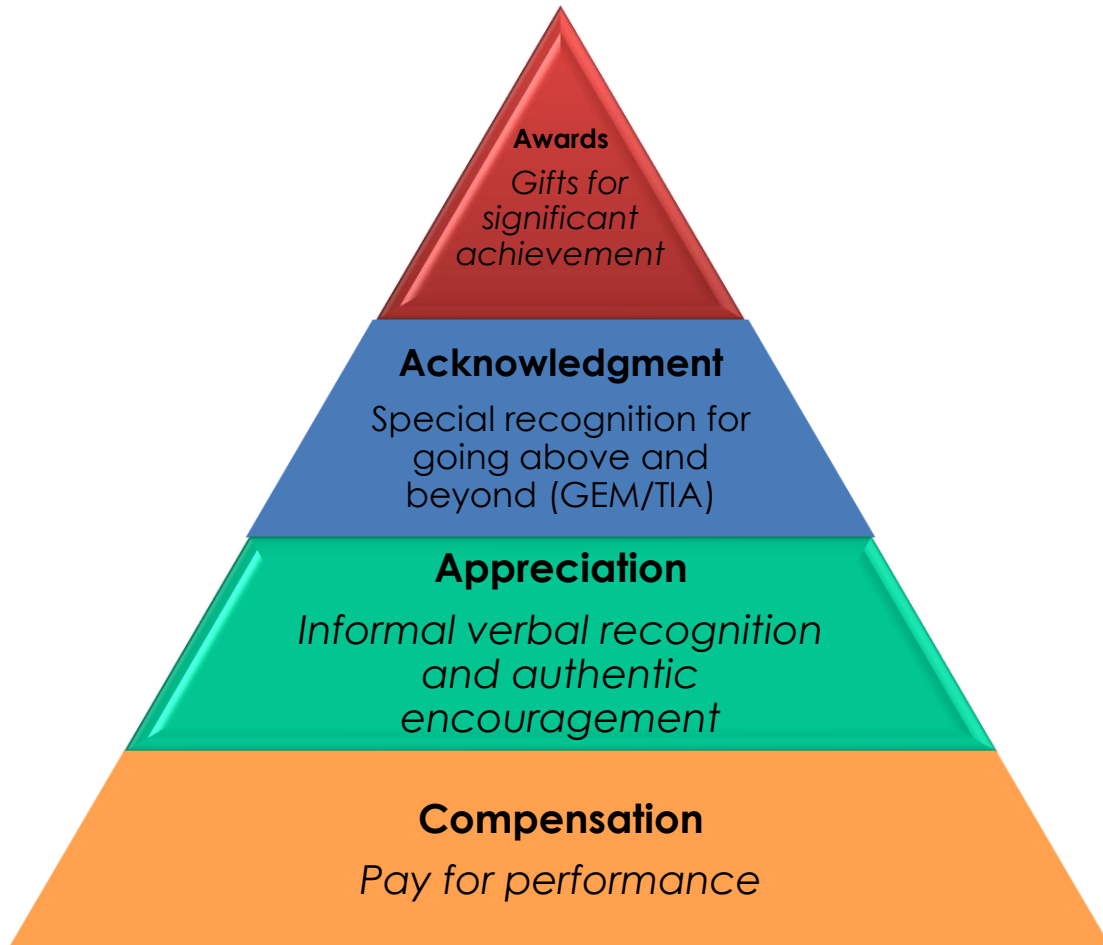 Awards
Gifts for
significant
achievement
Acknowledgment
Special recognition for
going above and
beyond (GEM/TIA)
Appreciation
Informal verbal recognition
and authentic
encouragement
Compensation
Pay for performance